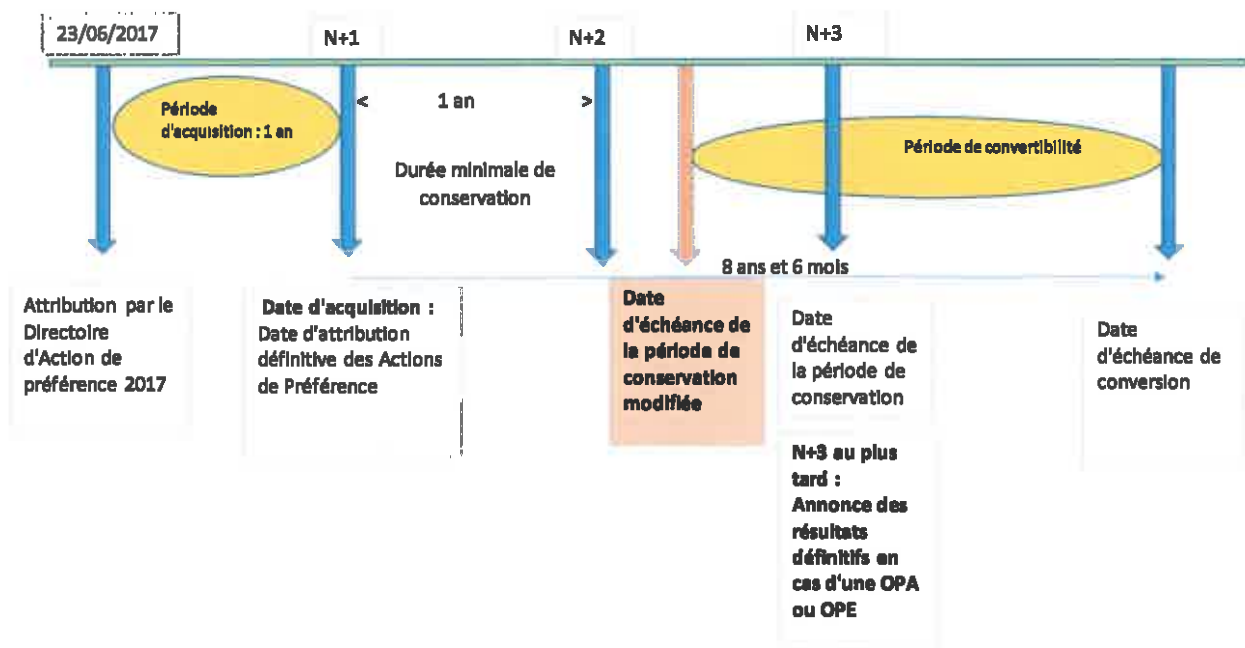 23/06/2017
N+1
N+2
N+3
Période
d'acquisition : 1 an
<
1 an
>
Durée minimale de
conservation
Période de convertibilité
8 ans et 6 mois
Attribution par le
Directoire
d'Action de
préférence 2017
Date d'acquisition :
Date d'attribution
définitive des Actions
de Préférence
Date
d'échéance de
la période de
conservation
modifiée
Date
d'échéance de
la période de
conservation
N+3 au plus
tard :
Annonce des
résultats
définitifs en
cas d'une OPA
ou OPE
Date
d'échéance de
conversion